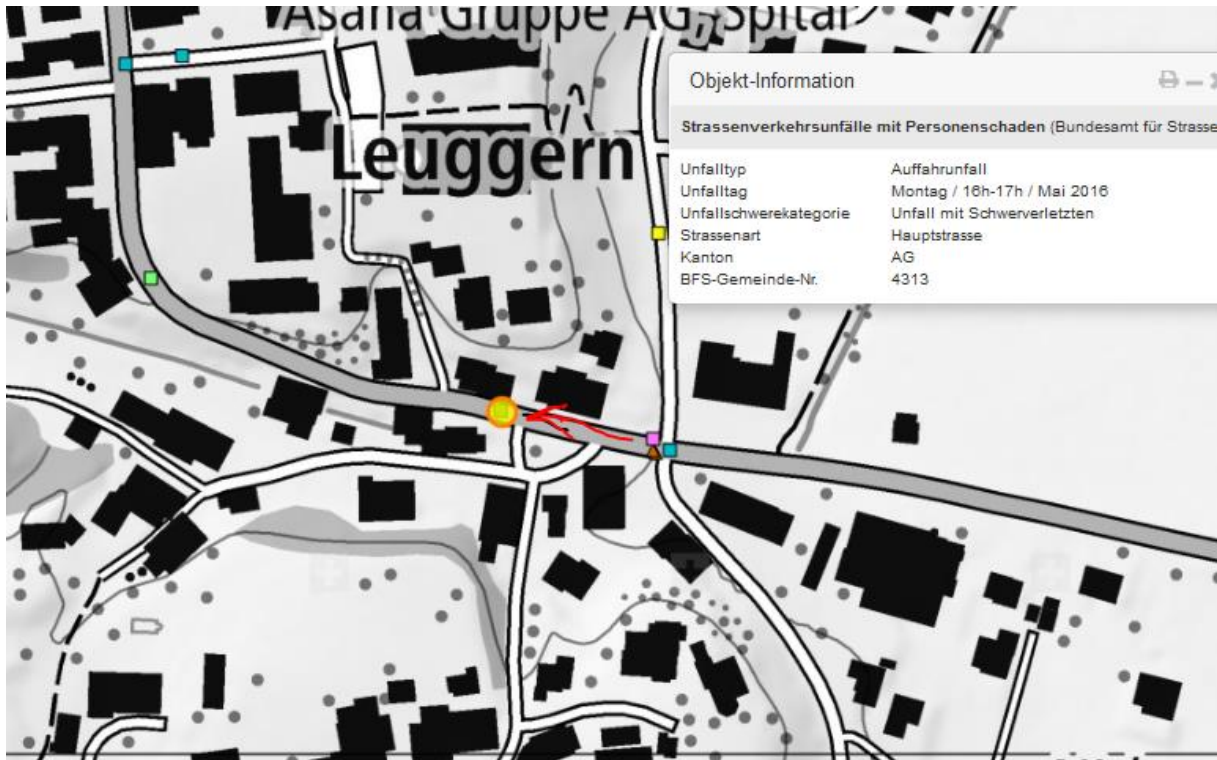 Asana Gruppe AG, Spital
Leuggern
Objekt-Information
Strassenverkehrsunfälle mit Personenschaden (Bundesamt für Strasse
Unfalltyp Auffahrunfall
Unfalltag Montag / 16h-17h / Mai 2016
Unfallschwerekategorie Unfall mit Schwerverletzten
Strassenart Hauptstrasse
Kanton AG
BFS-Gemeinde-Nr. 4313